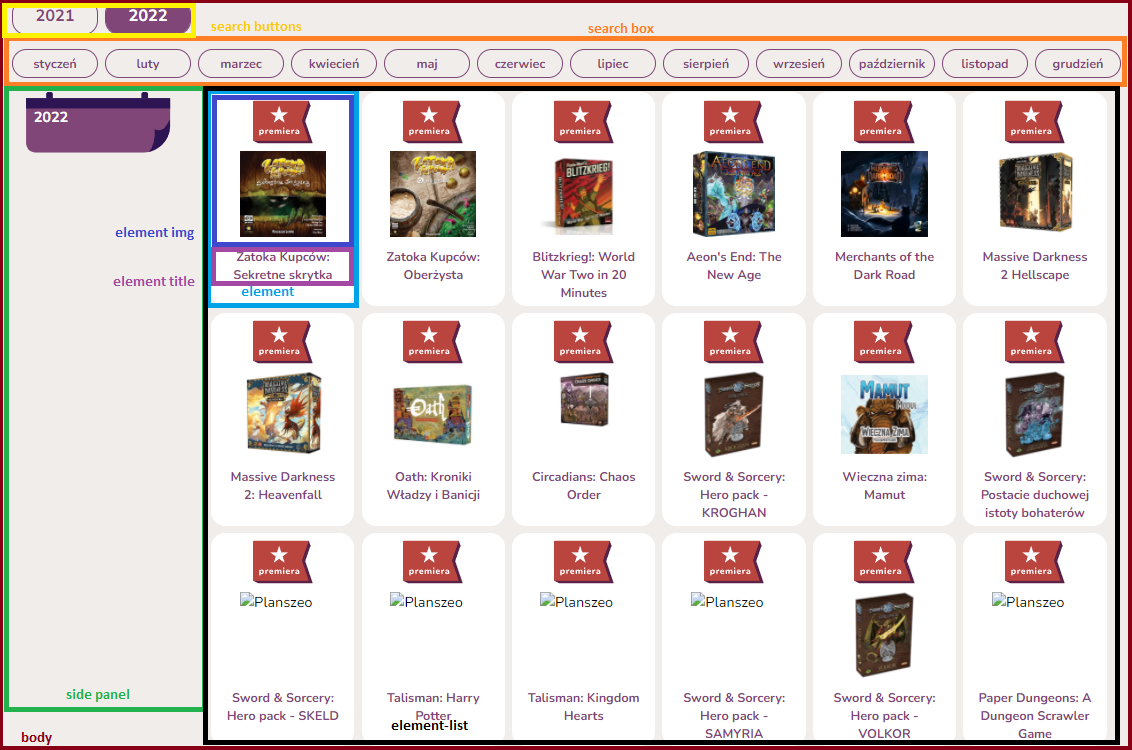 2021
2022
search buttons
search box
styczeń
luty
marzec
kwiecień
maj
czerwiec
lipiec
sierpień
wrzesień
październik
listopad
grudzień
2022
element img
element title
side panel
body
premiera
Zatoka Kupców:
Sekretne skrytka
element
premiera
Zatoka Kupców:
Oberżysta
premiera
BLITZKRIEG!
Blitzkrieg!: World
War Two in 20
Minutes
premiera
Aeon's End: The
New Age
premiera
Merchants of the
Dark Road
premiera
Massive Darkness
2 Hellscape
premiera
Massive Darkness
2: Heavenfall
premiera
Oath
Oath: Kroniki
Władzy i Banicji
premiera
Circadians: Chaos
Order
premiera
Sword & Sorcery:
Hero pack -
KROGHAN
premiera
MAMUT
WIECZNA ZIMA
Wieczna zima:
Mamut
premiera
Sword & Sorcery:
Postacie duchowej
istoty bohaterów
premiera
Planszeo
Sword & Sorcery:
Hero pack - SKELD
premiera
Planszeo
Talisman: Harry
Potter
element-list
premiera
Planszeo
Talisman: Kingdom
Hearts
premiera
Planszeo
Sword & Sorcery:
Hero pack -
SAMYRIA
premiera
Sword & Sorcery:
Hero pack -
VOLKOR
premiera
Planszeo
Paper Dungeons: A
Dungeon Scrawler
Game